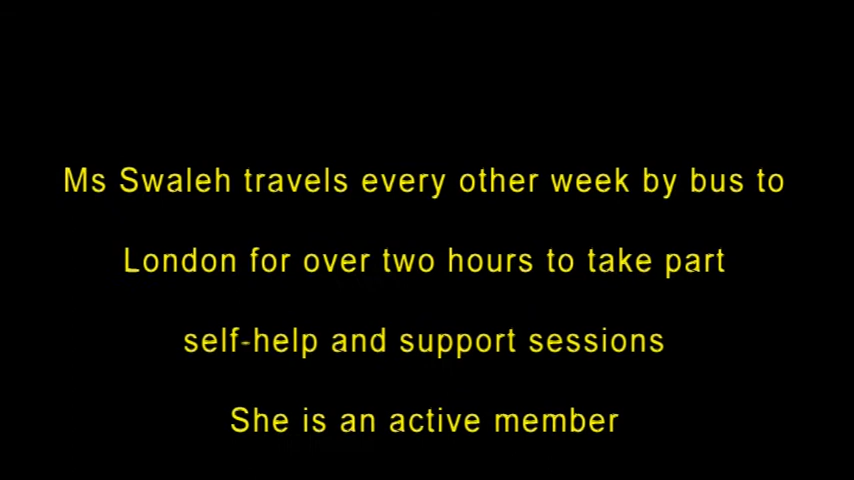 Ms Swaleh travels every other week by bus to
London for over two hours to take part
self-help and support sessions
She is an active member